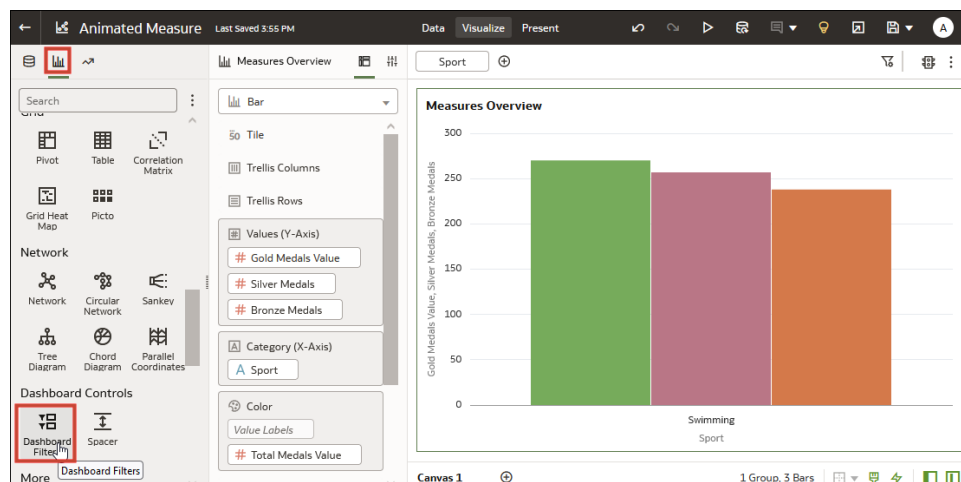 Animated Measure Last Saved 3:55 PM Data Visualize Present A
Measures Overview Sport
Search
Grid
Pivot Table Correlation
Matrix
Grid Heat Picto
Map
Network
Network Circular Sankey
Network
Tree Chord Parallel
Diagram Diagram Coordinates
Dashboard Controls
Dashboard Spacer
Filters
Dashboard Filters
More
Bar
50 Tile
Trellis Columns
Trellis Rows
# Values (Y-Axis)
# Gold Medals Value
# Silver Medals
# Bronze Medals
A Category (X-Axis)
A Sport
Color
Value Labels
# Total Medals Value
Measures Overview
Gold Medals Value, Silver Medals, Bronze Medals
300
250
200
150
100
50
0
Swimming
Sport
Canvas 1 1 Group, 3 Bars